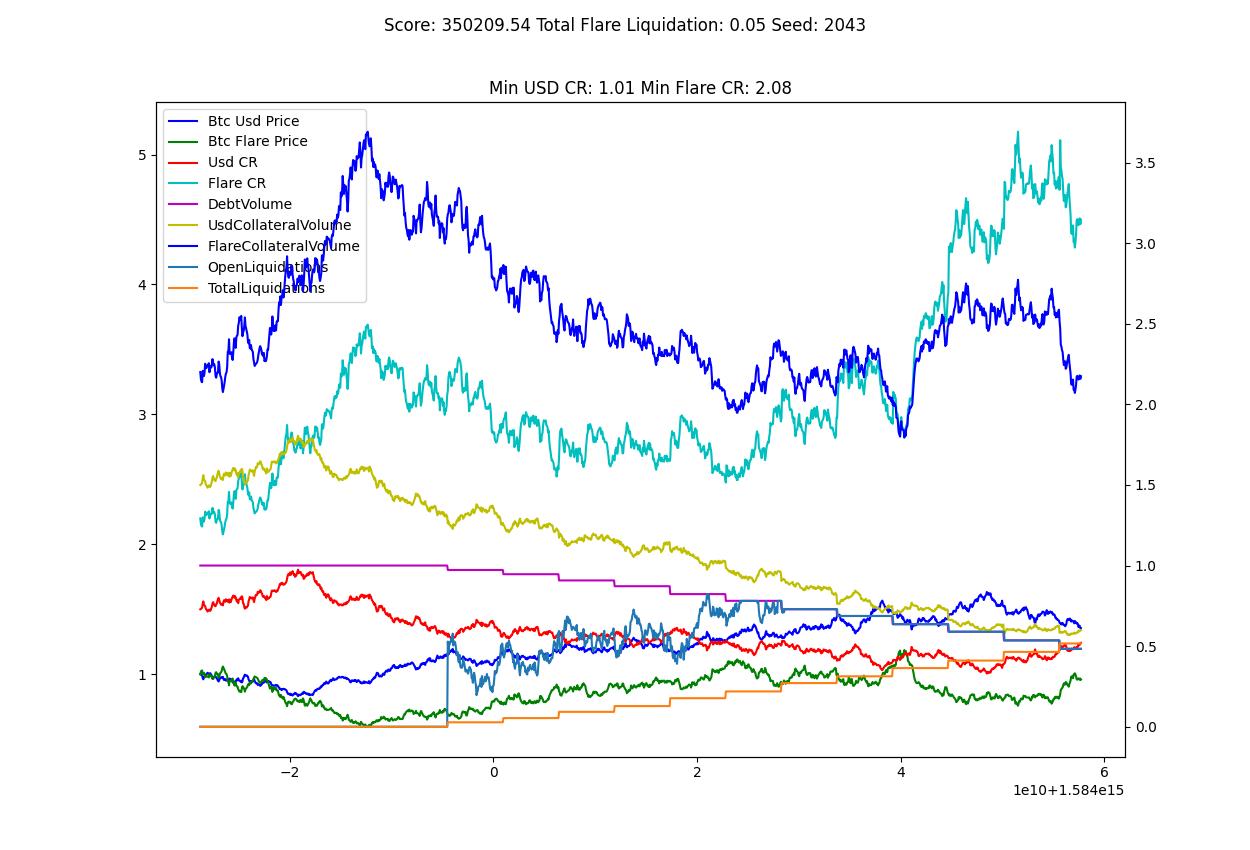 Score: 350209.54 Total Flare Liquidation: 0.05 Seed: 2043
Min USD CR: 1.01 Min Flare CR: 2.08
Btc Usd Price
Btc Flare Price
Usd CR
Flare CR
DebtVolume
UsdCollateralVolume
FlareCollateralVolume
OpenLiquidations
TotalLiquidations
5
4
3
2
1
3.5
3.0
2.5
2.0
1.5
1.0
0.5
0.0
−2 0 2 4 6
1e10+1.584e15